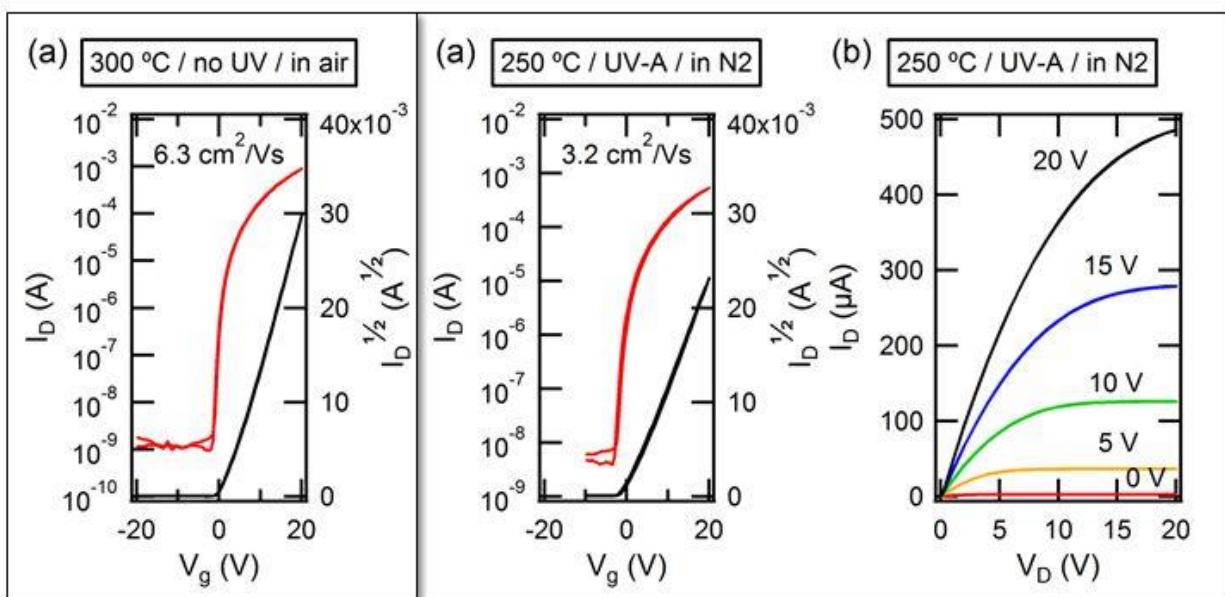 (a) 300 ºC / no UV / in air
6.3 cm²/Vs
I_D (A)
10⁻²
10⁻³
10⁻⁴
10⁻⁵
10⁻⁶
10⁻⁷
10⁻⁸
10⁻⁹
10⁻¹⁰
40x10⁻³
30
20
10
0
I_D^½ (A^½)
-20 0 20
V_g (V)
(a) 250 ºC / UV-A / in N2
3.2 cm²/Vs
I_D (A)
10⁻²
10⁻³
10⁻⁴
10⁻⁵
10⁻⁶
10⁻⁷
10⁻⁸
10⁻⁹
40x10⁻³
30
20
10
0
I_D^½ (A^½)
-20 0 20
V_g (V)
(b) 250 ºC / UV-A / in N2
I_D (µA)
500
400
300
200
100
0
20 V
15 V
10 V
5 V
0 V
0 5 10 15 20
V_D (V)